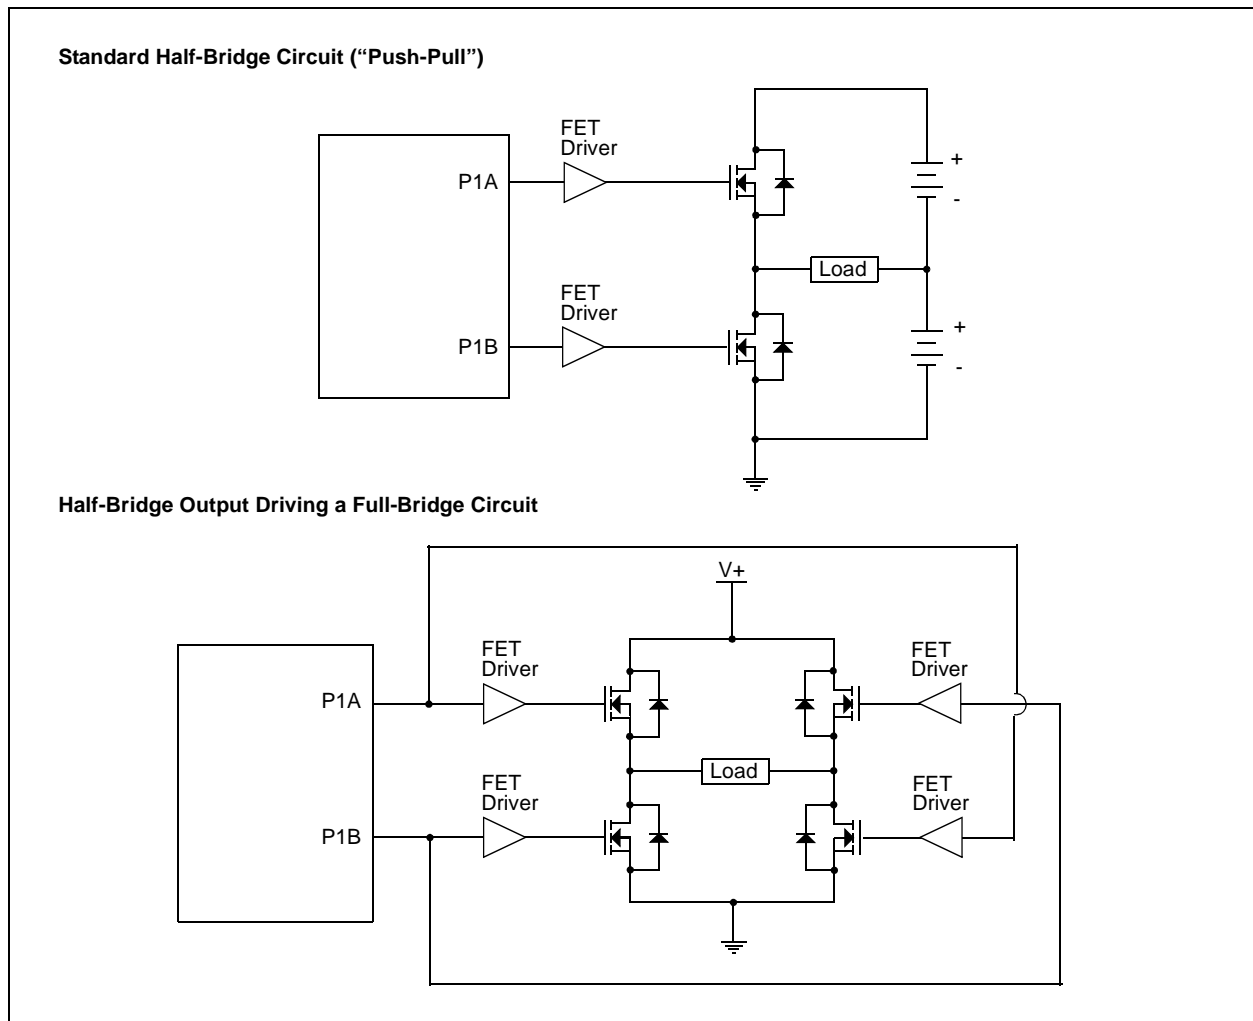 Standard Half-Bridge Circuit (“Push-Pull”)
FET
Driver
P1A
+
-
Load
FET
Driver
P1B
+
-
Half-Bridge Output Driving a Full-Bridge Circuit
V+
FET
Driver
FET
Driver
P1A
Load
FET
Driver
FET
Driver
P1B